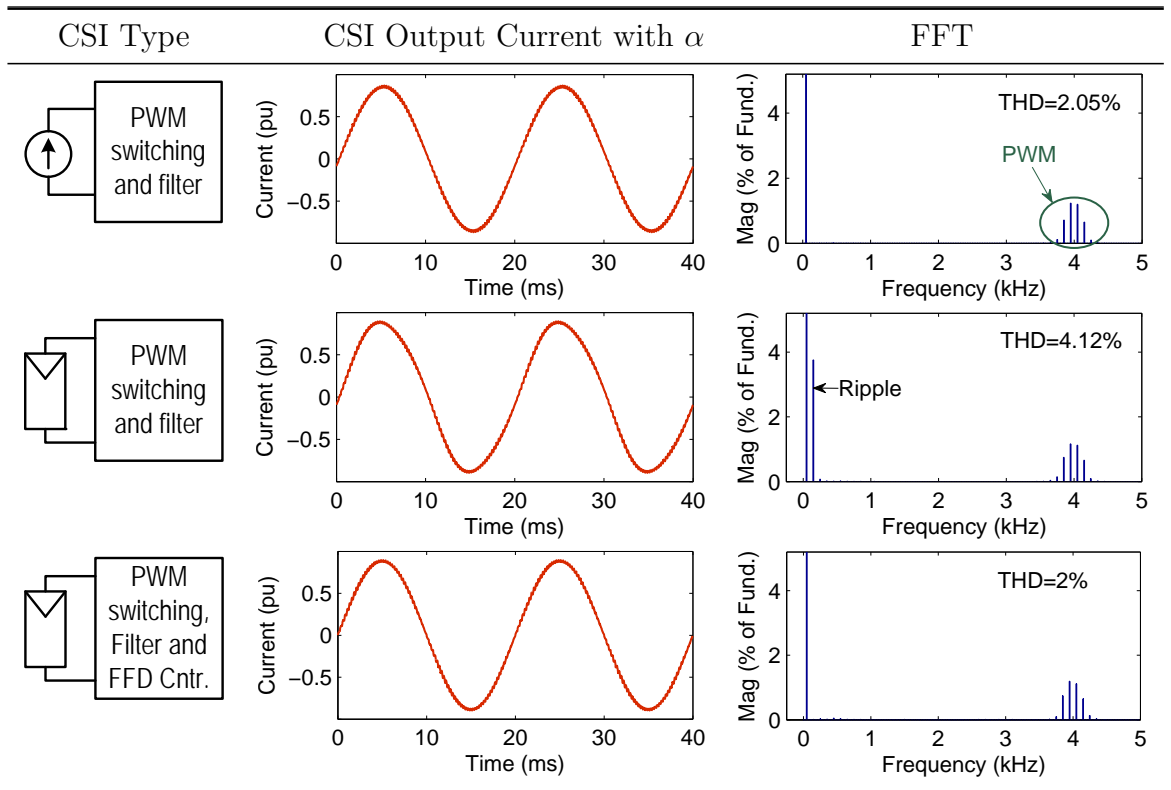 CSI Type CSI Output Current with α FFT
PWM
switching
and filter
Current (pu)
0.5
0
−0.5
0 10 20 30 40
Time (ms)
Mag (% of Fund.)
4
2
0
THD=2.05%
PWM
0 1 2 3 4 5
Frequency (kHz)
PWM
switching
and filter
Current (pu)
0.5
0
−0.5
0 10 20 30 40
Time (ms)
Mag (% of Fund.)
4
2
0
THD=4.12%
Ripple
0 1 2 3 4 5
Frequency (kHz)
PWM
switching,
Filter and
FFD Cntr.
Current (pu)
0.5
0
−0.5
0 10 20 30 40
Time (ms)
Mag (% of Fund.)
4
2
0
THD=2%
0 1 2 3 4 5
Frequency (kHz)